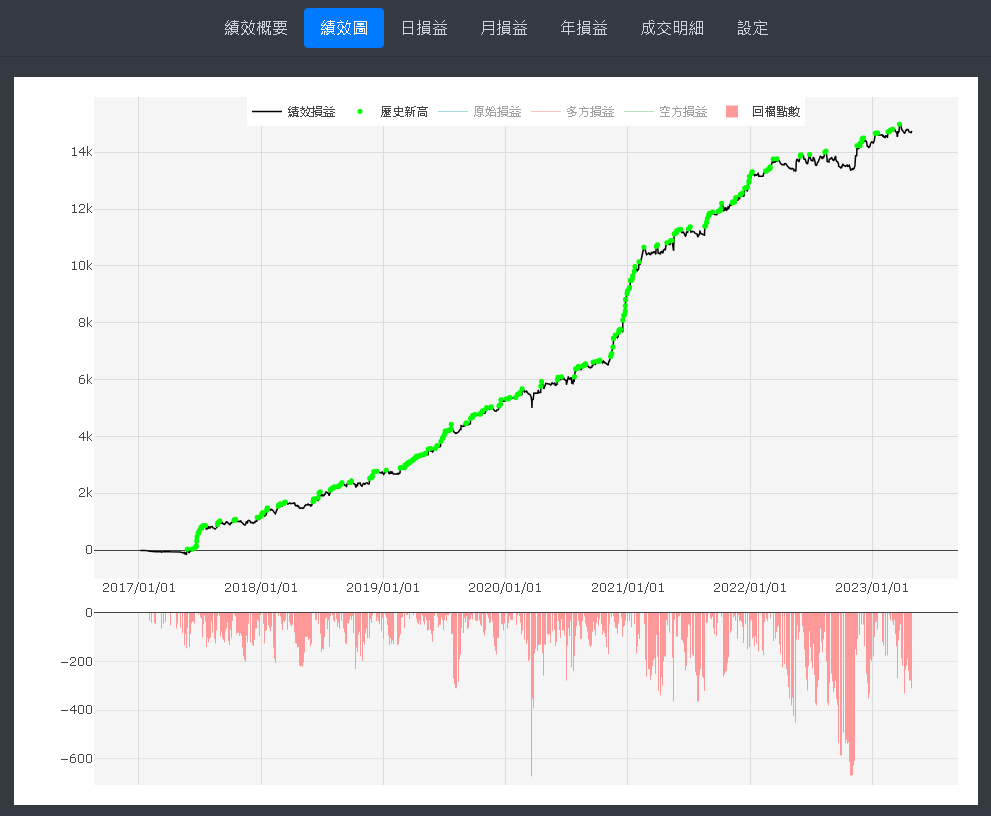 績效概要 績效圖 日損益 月損益 年損益 成交明細 設定
績效損益 歷史新高 原始損益 多方損益 空方損益 回檔點數
14k
12k
10k
8k
6k
4k
2k
0
2017/01/01 2018/01/01 2019/01/01 2020/01/01 2021/01/01 2022/01/01 2023/01/01
0
−200
−400
−600